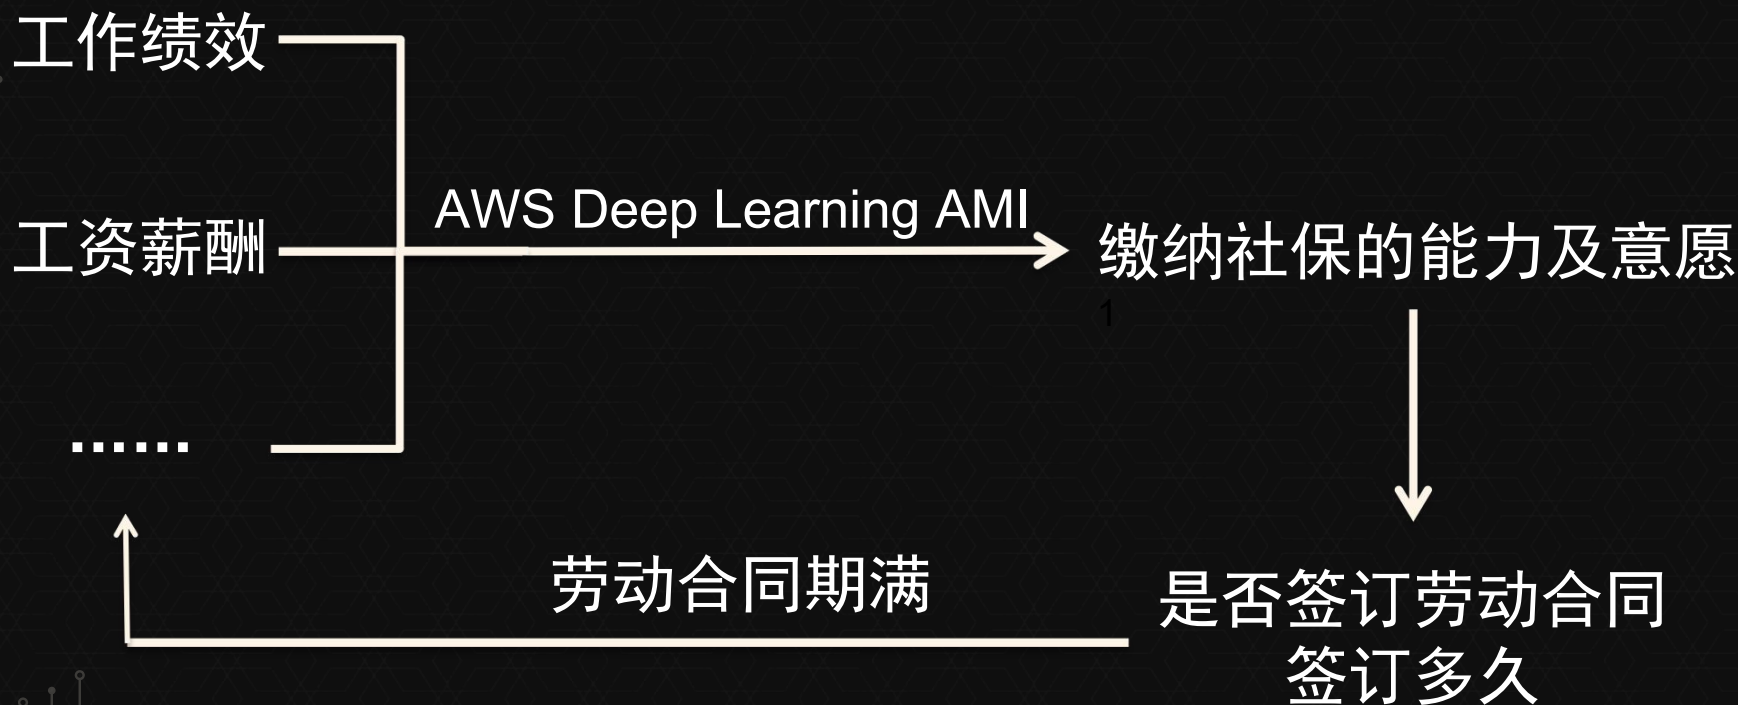 工作绩效
AWS Deep Learning AMI
工资薪酬
缴纳社保的能力及意愿
1
……
劳动合同期满
是否签订劳动合同
签订多久